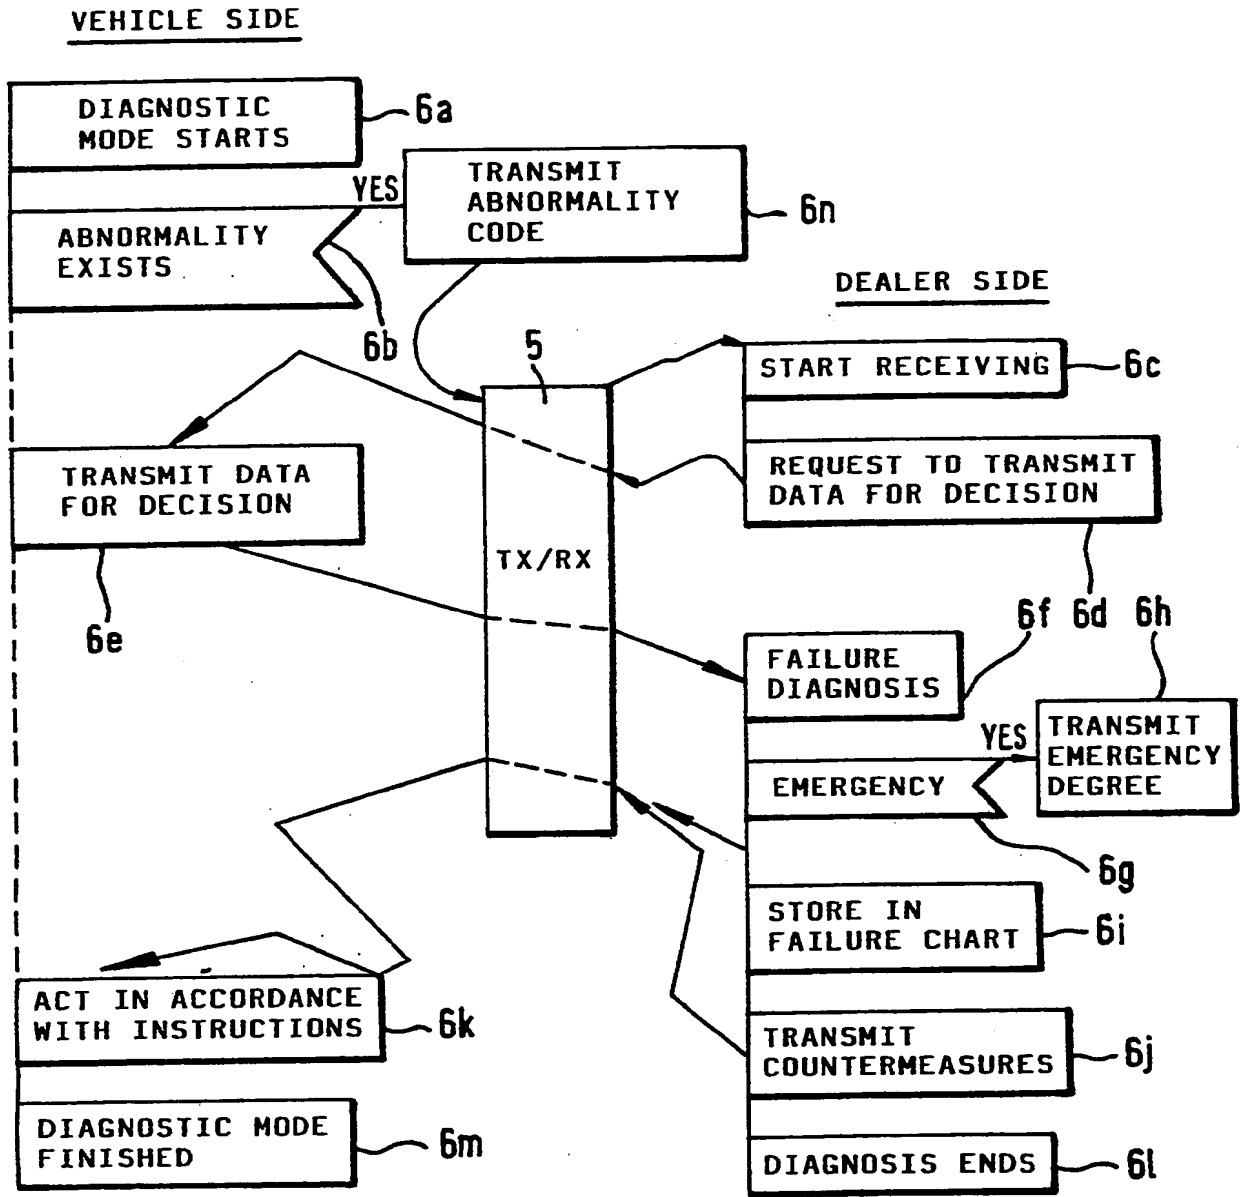 VEHICLE SIDE
DIAGNOSTIC
MODE STARTS
6a
YES
TRANSMIT
ABNORMALITY
CODE
6n
ABNORMALITY
EXISTS
6b
DEALER SIDE
5
START RECEIVING
6c
REQUEST TO TRANSMIT
DATA FOR DECISION
6d
TRANSMIT DATA
FOR DECISION
6e
TX/RX
6f
6h
FAILURE
DIAGNOSIS
YES
TRANSMIT
EMERGENCY
DEGREE
EMERGENCY
6g
STORE IN
FAILURE CHART
6i
ACT IN ACCORDANCE
WITH INSTRUCTIONS
6k
TRANSMIT
COUNTERMEASURES
6j
DIAGNOSTIC MODE
FINISHED
6m
DIAGNOSIS ENDS
6l